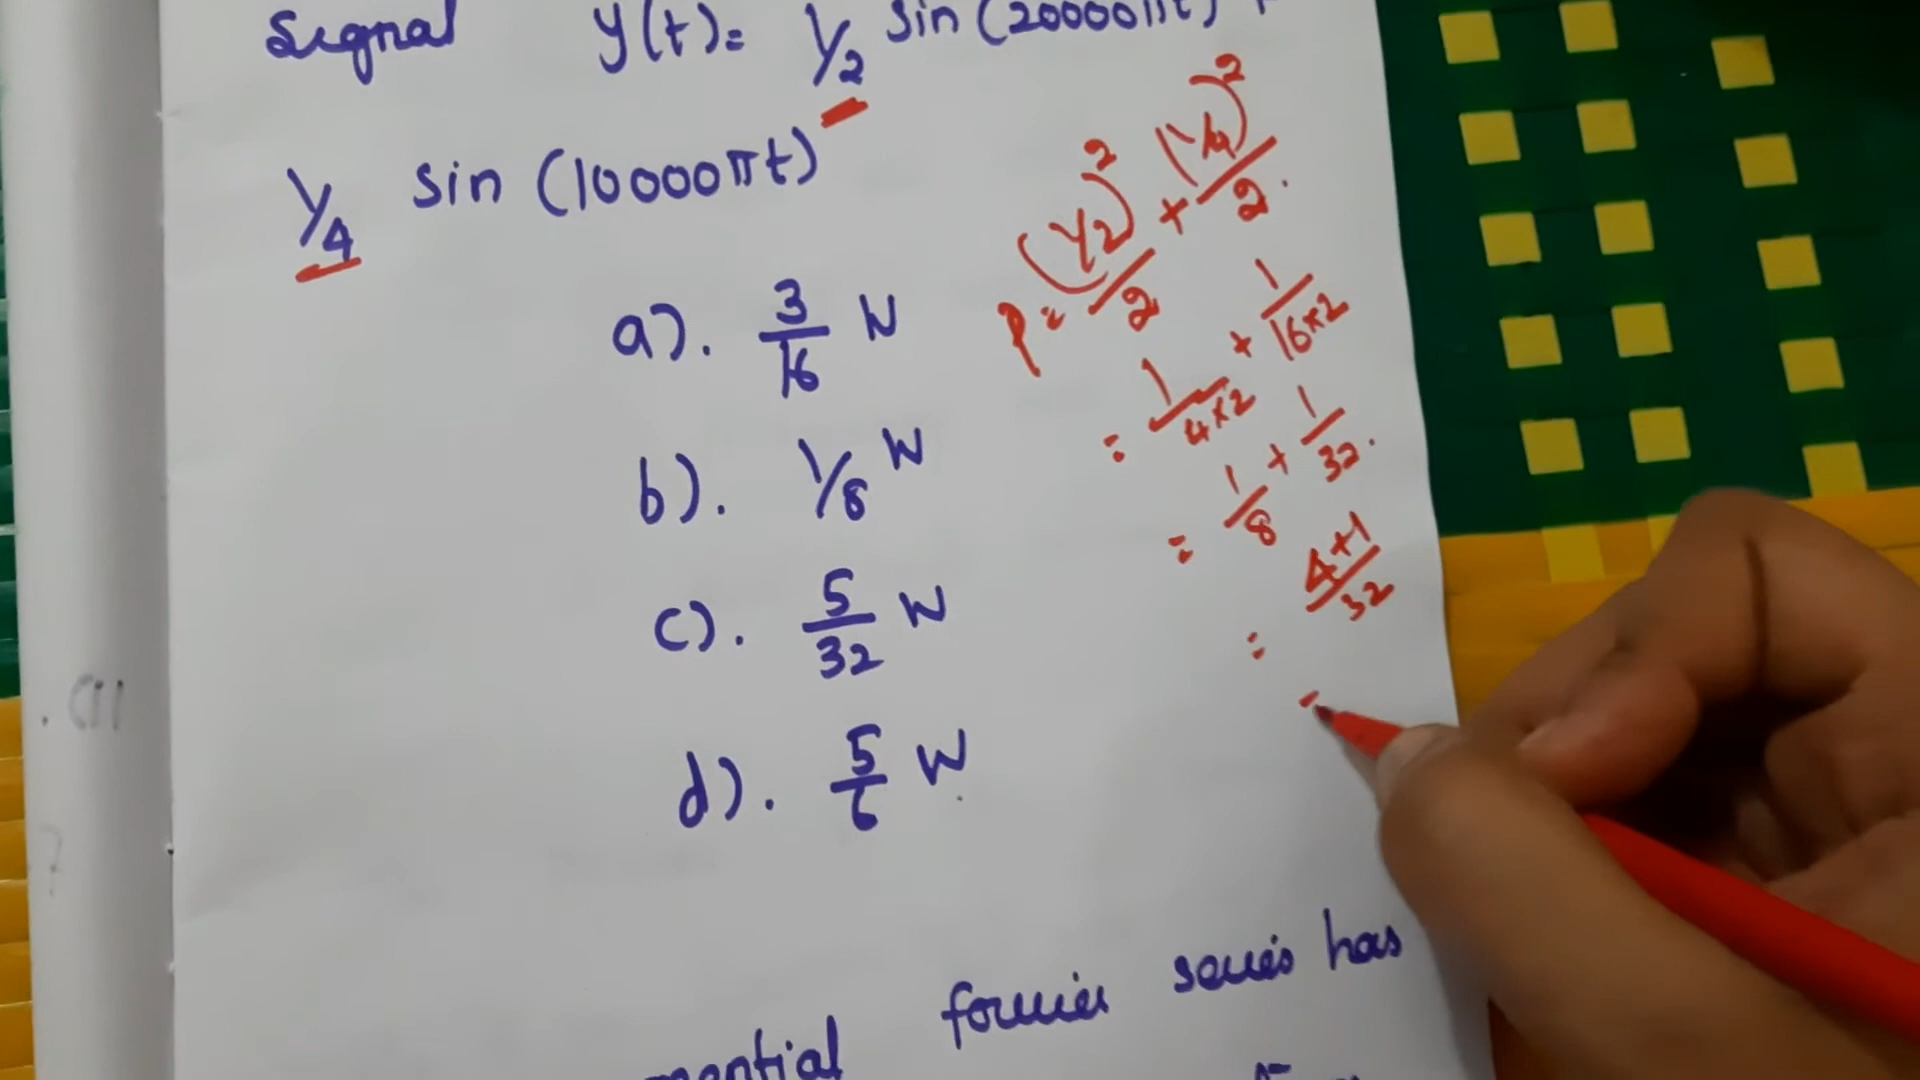 Signal y(t)= 1/2 sin(20000πt) +
1/4 sin (10000πt)
a). 3/16 W
b). 1/8 W
c). 5/32 W
d). 5/6 W
P= (1/2)²/2 + (1/4)²/2.
= 1/4×2 + 1/16×2
= 1/8 + 1/32.
= 4+1/32
fourier series has